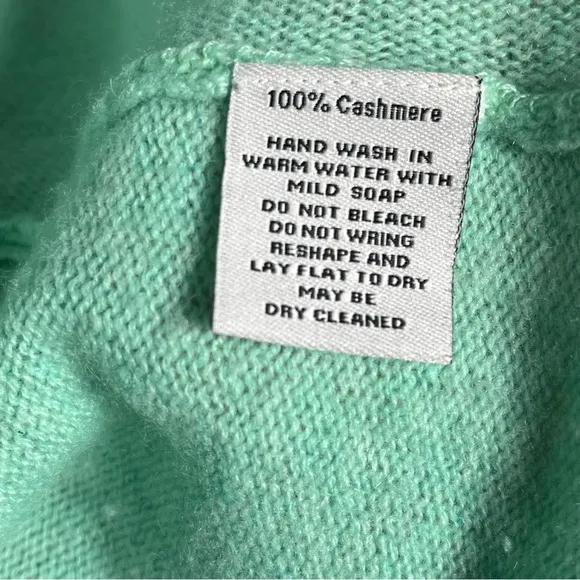 100% Cashmere
HAND WASH IN
WARM WATER WITH
MILD SOAP
DO NOT BLEACH
DO NOT WRING
RESHAPE AND
LAY FLAT TO DRY
MAY BE
DRY CLEANED